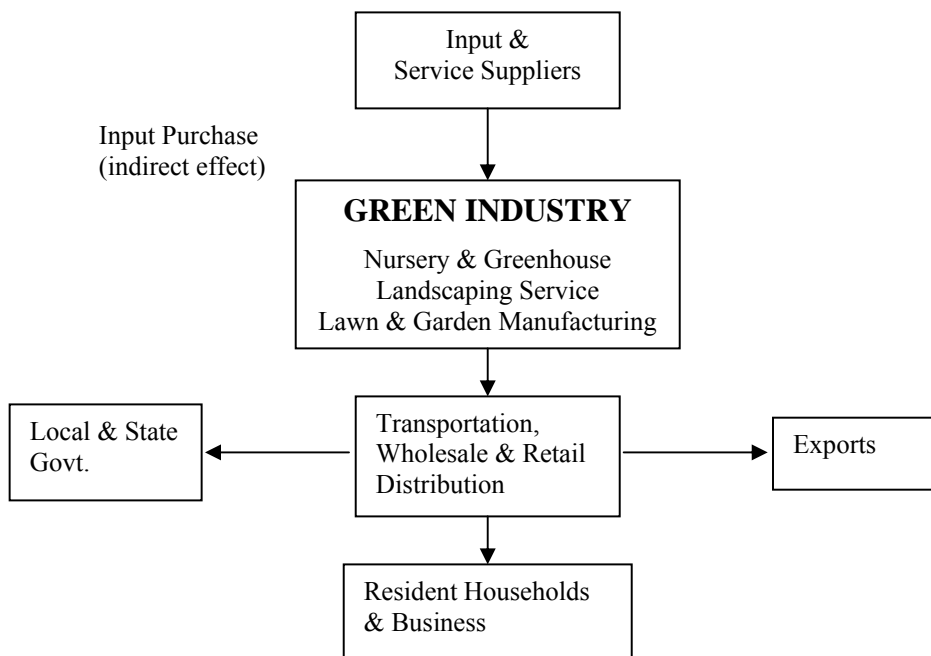 Input &
Service Suppliers
Input Purchase
(indirect effect)
GREEN INDUSTRY
Nursery & Greenhouse
Landscaping Service
Lawn & Garden Manufacturing
Local & State
Govt.
Transportation,
Wholesale & Retail
Distribution
Exports
Resident Households
& Business